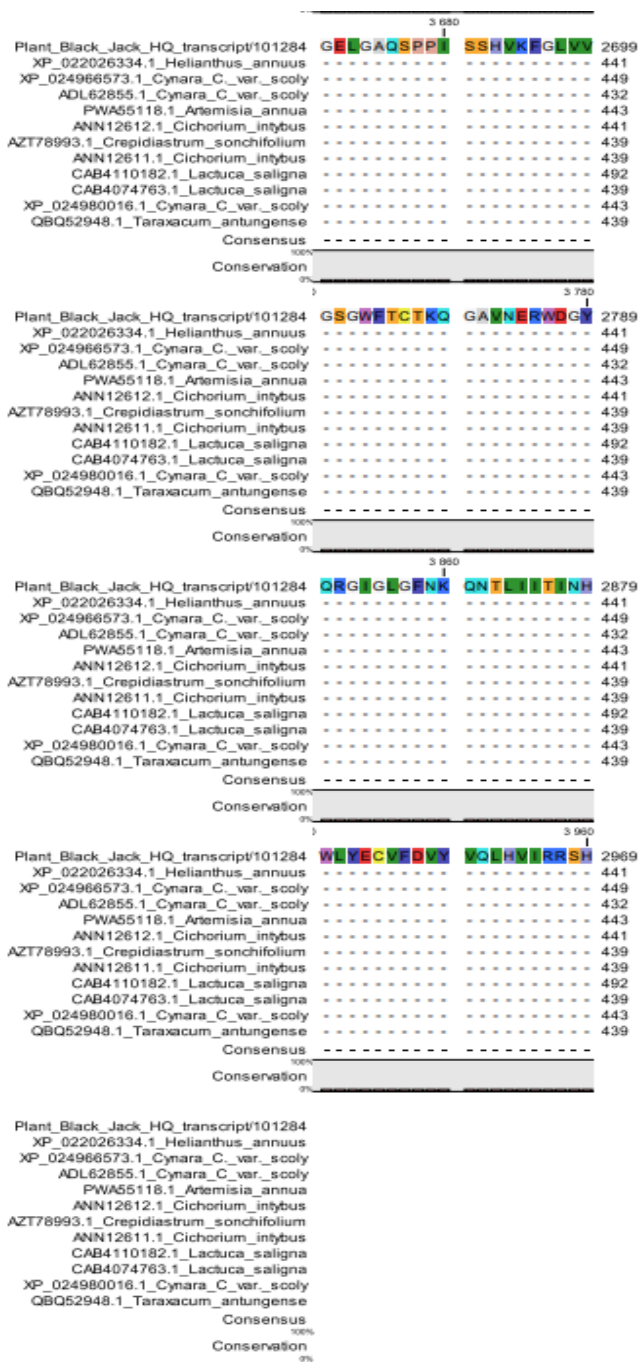 3 680
Plant_Black_Jack_HQ_transcript/101284 GELGAQSPPI SSHVKFGLVV 2699
XP_022026334.1_Helianthus_annuus - - - - - - - - - - - - - - - - - - - - 441
XP_024966573.1_Cynara_C._var._scoly - - - - - - - - - - - - - - - - - - - - 449
ADL62855.1_Cynara_C_var._scoly - - - - - - - - - - - - - - - - - - - - 432
PWA55118.1_Artemisia_annua - - - - - - - - - - - - - - - - - - - - 443
ANN12612.1_Cichorium_intybus - - - - - - - - - - - - - - - - - - - - 441
AZT78993.1_Crepidiastrum_sonchifolium - - - - - - - - - - - - - - - - - - - - 439
ANN12611.1_Cichorium_intybus - - - - - - - - - - - - - - - - - - - - 439
CAB4110182.1_Lactuca_saligna - - - - - - - - - - - - - - - - - - - - 492
CAB4074763.1_Lactuca_saligna - - - - - - - - - - - - - - - - - - - - 439
XP_024980016.1_Cynara_C_var._scoly - - - - - - - - - - - - - - - - - - - - 443
QBQ52948.1_Taraxacum_antungense - - - - - - - - - - - - - - - - - - - - 439
Consensus - - - - - - - - - - - - - - - - - - - -
100%
Conservation
0%
3 780
Plant_Black_Jack_HQ_transcript/101284 GSGWFTCTKQ GAVNERWDGY 2789
XP_022026334.1_Helianthus_annuus - - - - - - - - - - - - - - - - - - - - 441
XP_024966573.1_Cynara_C._var._scoly - - - - - - - - - - - - - - - - - - - - 449
ADL62855.1_Cynara_C_var._scoly - - - - - - - - - - - - - - - - - - - - 432
PWA55118.1_Artemisia_annua - - - - - - - - - - - - - - - - - - - - 443
ANN12612.1_Cichorium_intybus - - - - - - - - - - - - - - - - - - - - 441
AZT78993.1_Crepidiastrum_sonchifolium - - - - - - - - - - - - - - - - - - - - 439
ANN12611.1_Cichorium_intybus - - - - - - - - - - - - - - - - - - - - 439
CAB4110182.1_Lactuca_saligna - - - - - - - - - - - - - - - - - - - - 492
CAB4074763.1_Lactuca_saligna - - - - - - - - - - - - - - - - - - - - 439
XP_024980016.1_Cynara_C_var._scoly - - - - - - - - - - - - - - - - - - - - 443
QBQ52948.1_Taraxacum_antungense - - - - - - - - - - - - - - - - - - - - 439
Consensus - - - - - - - - - - - - - - - - - - - -
100%
Conservation
0%
3 860
Plant_Black_Jack_HQ_transcript/101284 QRGIGLGFNK QNTLIITINH 2879
XP_022026334.1_Helianthus_annuus - - - - - - - - - - - - - - - - - - - - 441
XP_024966573.1_Cynara_C._var._scoly - - - - - - - - - - - - - - - - - - - - 449
ADL62855.1_Cynara_C_var._scoly - - - - - - - - - - - - - - - - - - - - 432
PWA55118.1_Artemisia_annua - - - - - - - - - - - - - - - - - - - - 443
ANN12612.1_Cichorium_intybus - - - - - - - - - - - - - - - - - - - - 441
AZT78993.1_Crepidiastrum_sonchifolium - - - - - - - - - - - - - - - - - - - - 439
ANN12611.1_Cichorium_intybus - - - - - - - - - - - - - - - - - - - - 439
CAB4110182.1_Lactuca_saligna - - - - - - - - - - - - - - - - - - - - 492
CAB4074763.1_Lactuca_saligna - - - - - - - - - - - - - - - - - - - - 439
XP_024980016.1_Cynara_C_var._scoly - - - - - - - - - - - - - - - - - - - - 443
QBQ52948.1_Taraxacum_antungense - - - - - - - - - - - - - - - - - - - - 439
Consensus - - - - - - - - - - - - - - - - - - - -
100%
Conservation
0%
3 960
Plant_Black_Jack_HQ_transcript/101284 WLYECVFDVY VQLHVIRRSH 2969
XP_022026334.1_Helianthus_annuus - - - - - - - - - - - - - - - - - - - - 441
XP_024966573.1_Cynara_C._var._scoly - - - - - - - - - - - - - - - - - - - - 449
ADL62855.1_Cynara_C_var._scoly - - - - - - - - - - - - - - - - - - - - 432
PWA55118.1_Artemisia_annua - - - - - - - - - - - - - - - - - - - - 443
ANN12612.1_Cichorium_intybus - - - - - - - - - - - - - - - - - - - - 441
AZT78993.1_Crepidiastrum_sonchifolium - - - - - - - - - - - - - - - - - - - - 439
ANN12611.1_Cichorium_intybus - - - - - - - - - - - - - - - - - - - - 439
CAB4110182.1_Lactuca_saligna - - - - - - - - - - - - - - - - - - - - 492
CAB4074763.1_Lactuca_saligna - - - - - - - - - - - - - - - - - - - - 439
XP_024980016.1_Cynara_C_var._scoly - - - - - - - - - - - - - - - - - - - - 443
QBQ52948.1_Taraxacum_antungense - - - - - - - - - - - - - - - - - - - - 439
Consensus - - - - - - - - - - - - - - - - - - - -
100%
Conservation
0%
Plant_Black_Jack_HQ_transcript/101284
XP_022026334.1_Helianthus_annuus
XP_024966573.1_Cynara_C._var._scoly
ADL62855.1_Cynara_C_var._scoly
PWA55118.1_Artemisia_annua
ANN12612.1_Cichorium_intybus
AZT78993.1_Crepidiastrum_sonchifolium
ANN12611.1_Cichorium_intybus
CAB4110182.1_Lactuca_saligna
CAB4074763.1_Lactuca_saligna
XP_024980016.1_Cynara_C_var._scoly
QBQ52948.1_Taraxacum_antungense
Consensus
100%
Conservation
0%